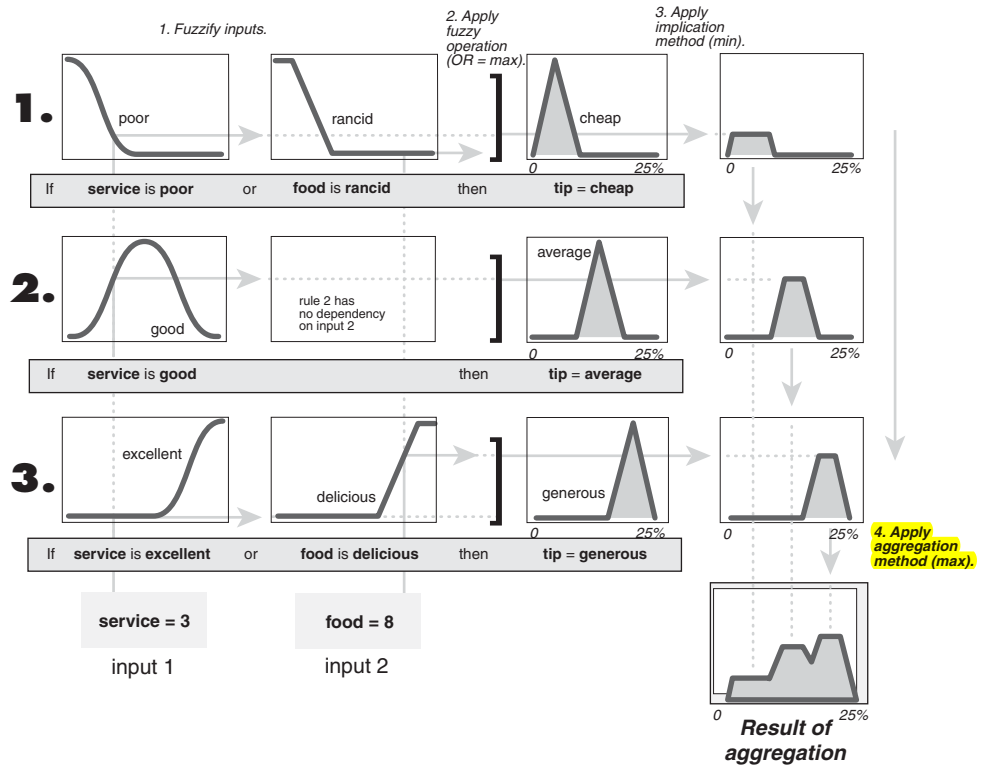 1. Fuzzify inputs.
2. Apply
fuzzy
operation
(OR = max).
3. Apply
implication
method (min).
1.
poor
rancid
cheap
0 25%
0 25%
If service is poor or food is rancid then tip = cheap
2.
good
rule 2 has
no dependency
on input 2
average
0 25%
0 25%
If service is good then tip = average
3.
excellent
delicious
generous
0 25%
0 25%
If service is excellent or food is delicious then tip = generous
4. Apply
aggregation
method (max).
service = 3
food = 8
input 1
input 2
0 25%
Result of
aggregation